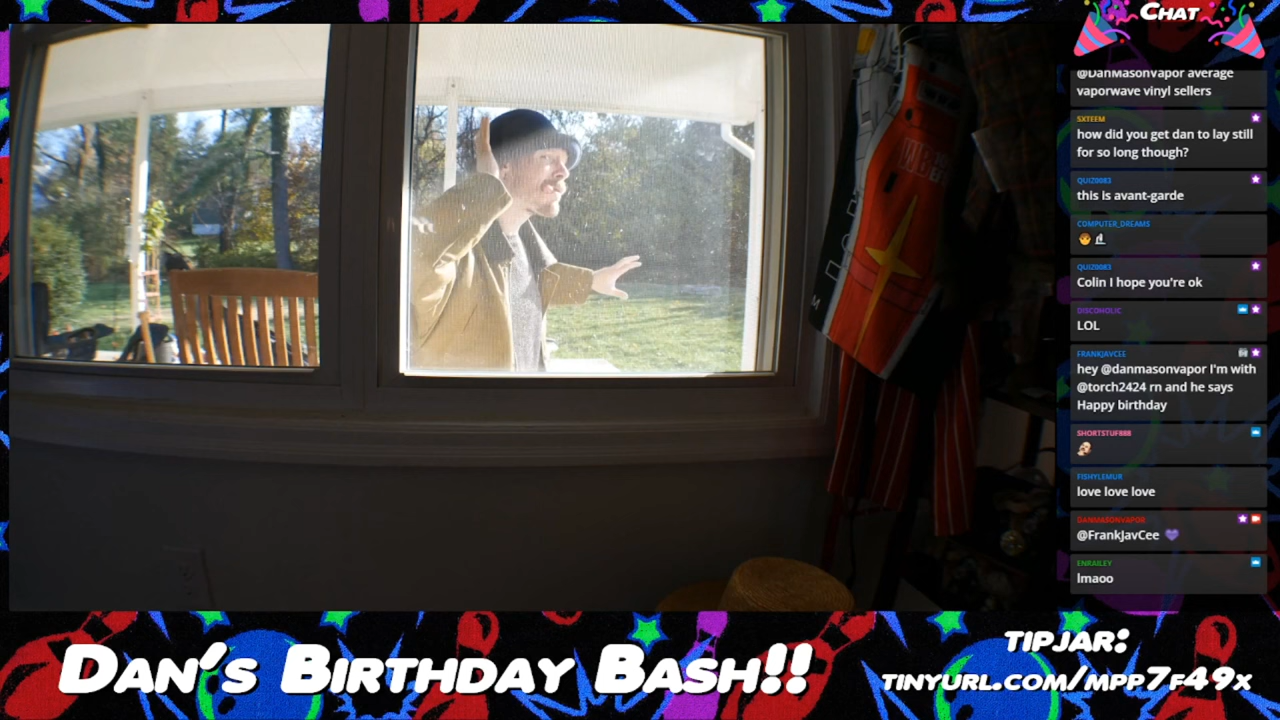 Chat
@DanMasonVapor average
vaporwave vinyl sellers
SXTEEM
how did you get dan to lay still
for so long though?
QUIZ0083
this is avant-garde
COMPUTER_DREAMS
QUIZ0083
Colin I hope you're ok
DISCOHOLIC
LOL
FRANKJAVCEE
hey @danmasonvapor I'm with
@torch2424 rn and he says
Happy birthday
SHORTSTUF888
FISHYLEMUR
love love love
DANMASONVAPOR
@FrankJavCee
ENRAILEY
lmaoo
Dan's Birthday Bash!!
tipjar:
tinyurl.com/mpp7f49x